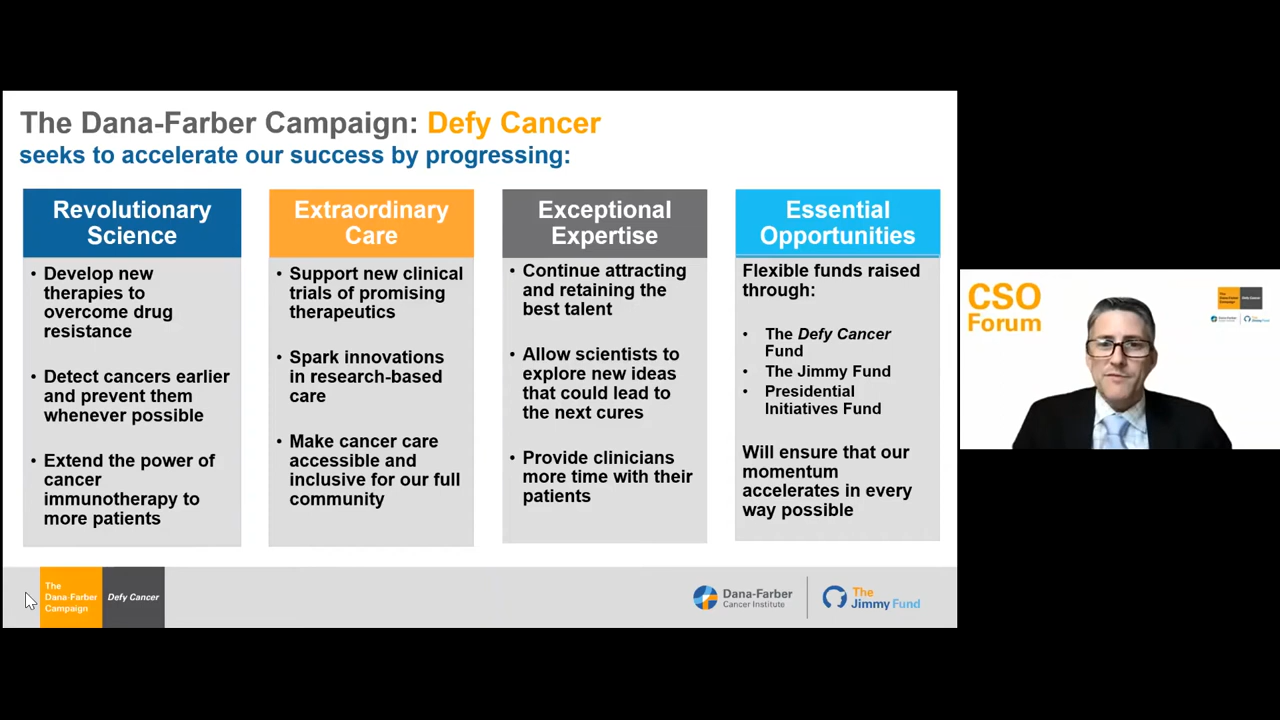 The Dana-Farber Campaign: Defy Cancer
seeks to accelerate our success by progressing:
Revolutionary
Science
• Develop new
therapies to
overcome drug
resistance
• Detect cancers earlier
and prevent them
whenever possible
• Extend the power of
cancer
immunotherapy to
more patients
Extraordinary
Care
• Support new clinical
trials of promising
therapeutics
• Spark innovations
in research-based
care
• Make cancer care
accessible and
inclusive for our full
community
Exceptional
Expertise
• Continue attracting
and retaining the
best talent
• Allow scientists to
explore new ideas
that could lead to
the next cures
• Provide clinicians
more time with their
patients
Essential
Opportunities
Flexible funds raised
through:
• The Defy Cancer
Fund
• The Jimmy Fund
• Presidential
Initiatives Fund
Will ensure that our
momentum
accelerates in every
way possible
The
Dana-Farber
Campaign
Defy Cancer
Dana-Farber
Cancer Institute
The
Jimmy Fund
CSO
Forum